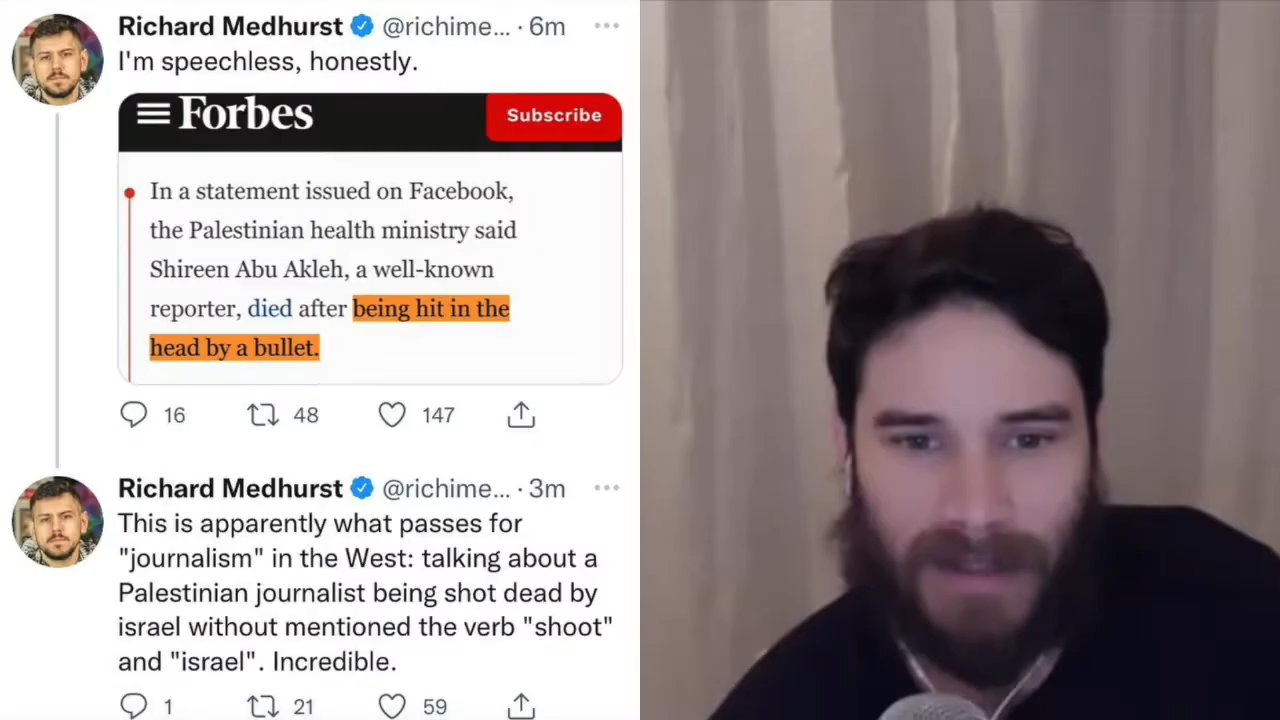 Richard Medhurst @richime... · 6m
I'm speechless, honestly.
Forbes
Subscribe
In a statement issued on Facebook,
the Palestinian health ministry said
Shireen Abu Akleh, a well-known
reporter, died after being hit in the
head by a bullet.
16 48 147
Richard Medhurst @richime... · 3m
This is apparently what passes for
"journalism" in the West: talking about a
Palestinian journalist being shot dead by
israel without mentioned the verb "shoot"
and "israel". Incredible.
1 21 59